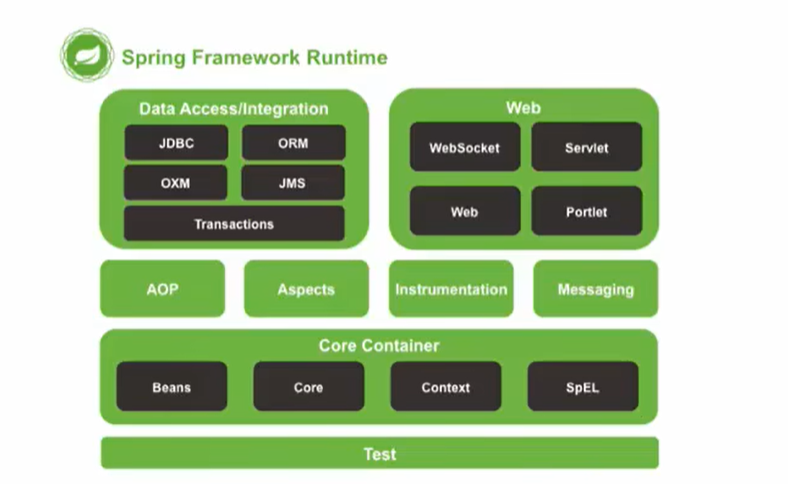 Spring Framework Runtime
Data Access/Integration
JDBC
ORM
OXM
JMS
Transactions
Web
WebSocket
Servlet
Web
Portlet
AOP
Aspects
Instrumentation
Messaging
Core Container
Beans
Core
Context
SpEL
Test